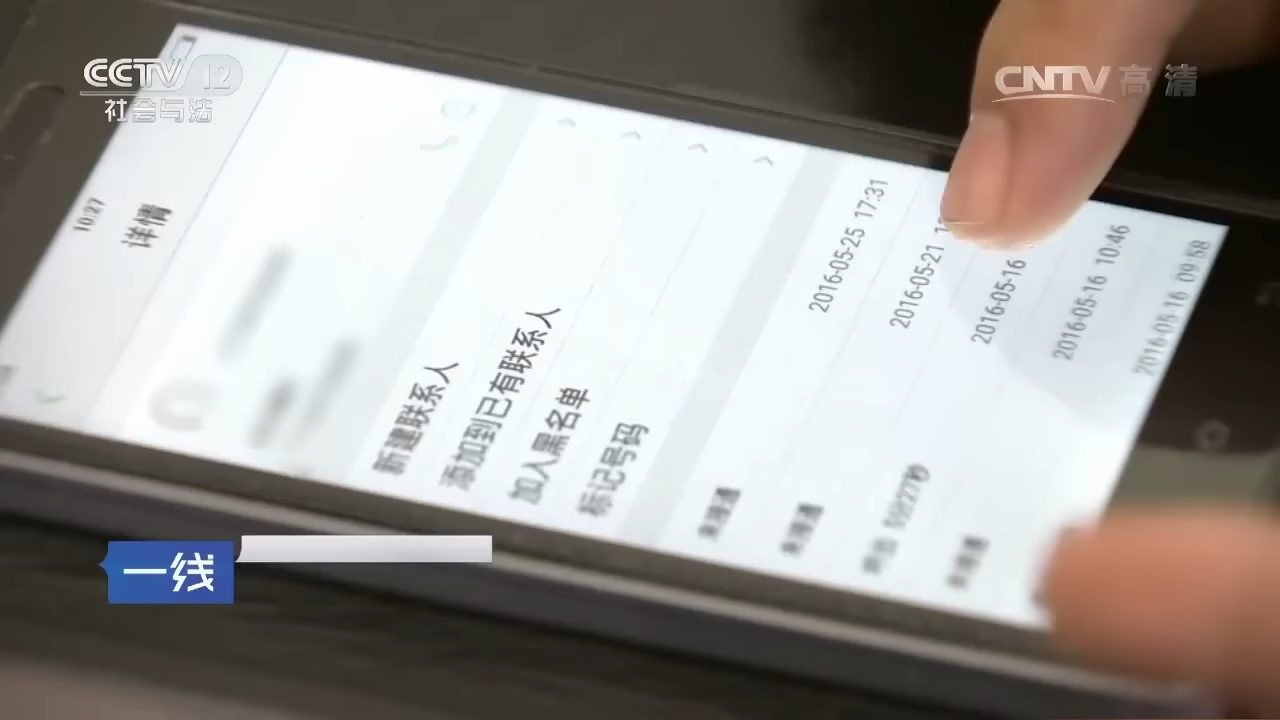 CCTV 12
社会与法
CNTV 高清
10:27
详情
新建联系人
添加到已有联系人
加入黑名单
标记号码
未接通 2016-05-25 17:31
未接通 2016-05-21
2016-05-16
未接通 2016-05-16 10:46
2016-05-16 09:58
一线